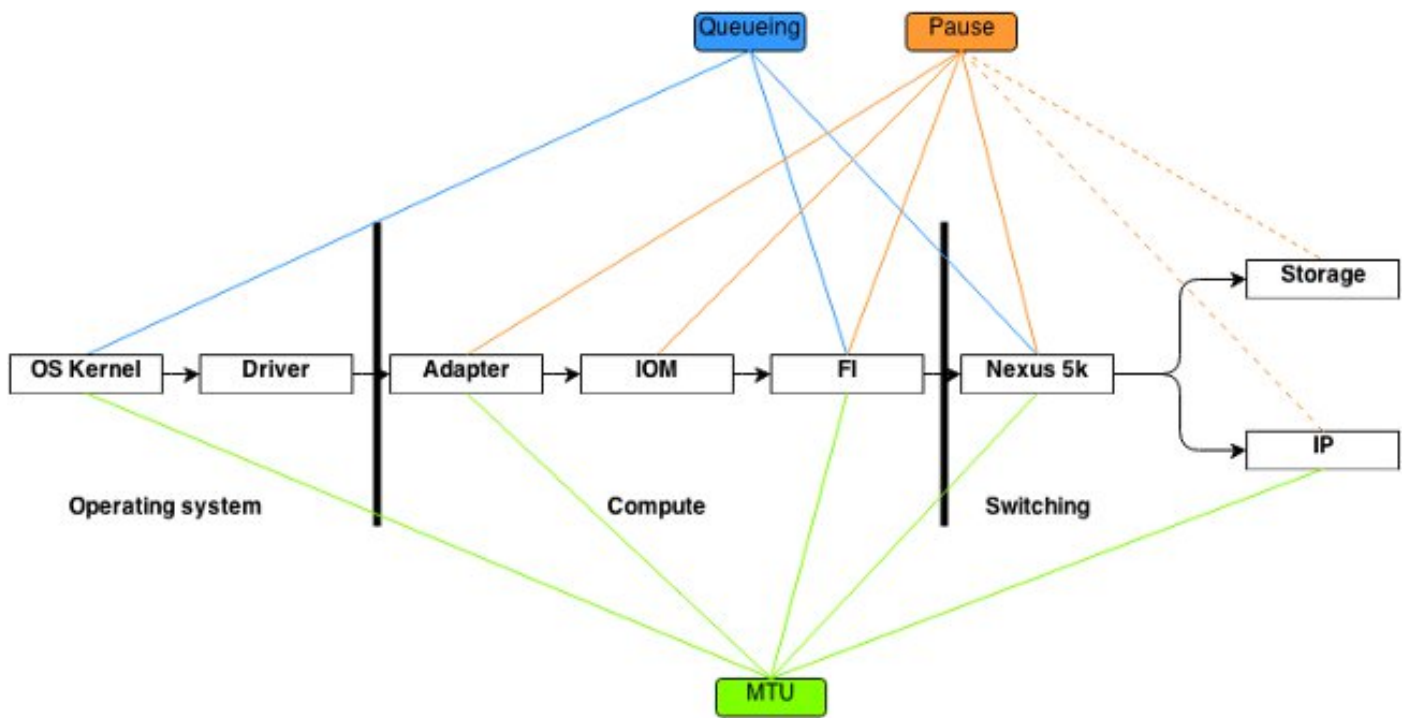 Queueing
Pause
Storage
OS Kernel
Driver
Adapter
IOM
FI
Nexus 5k
IP
Operating system
Compute
Switching
MTU